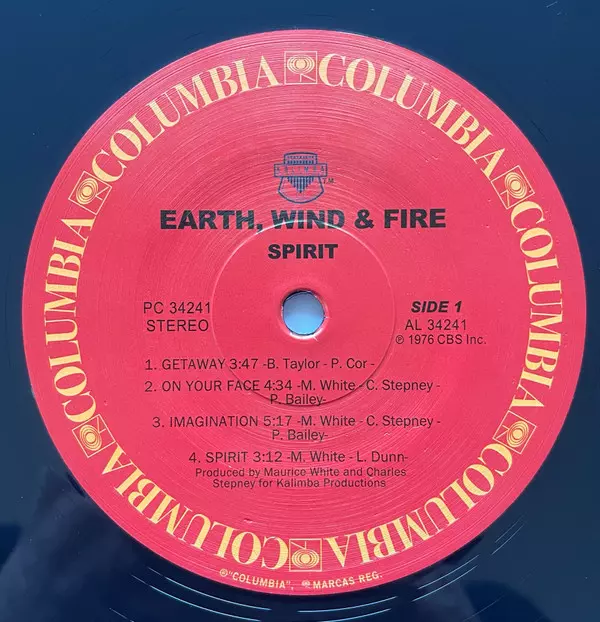 COLUMBIA COLUMBIA COLUMBIA COLUMBIA COLUMBIA COLUMBIA COLUMBIA COLUMBIA
KALIMBA
EARTH, WIND & FIRE
SPIRIT
PC 34241
STEREO
SIDE 1
AL 34241
℗ 1976 CBS Inc.
1. GETAWAY 3:47 -B. Taylor - P. Cor -
2. ON YOUR FACE 4:34 -M. White - C. Stepney -
P. Bailey-
3. IMAGINATION 5:17 -M. White - C. Stepney -
P. Bailey-
4. SPIRIT 3:12 -M. White - L. Dunn-
Produced by Maurice White and Charles
Stepney for Kalimba Productions
®"COLUMBIA", MARCAS REG.